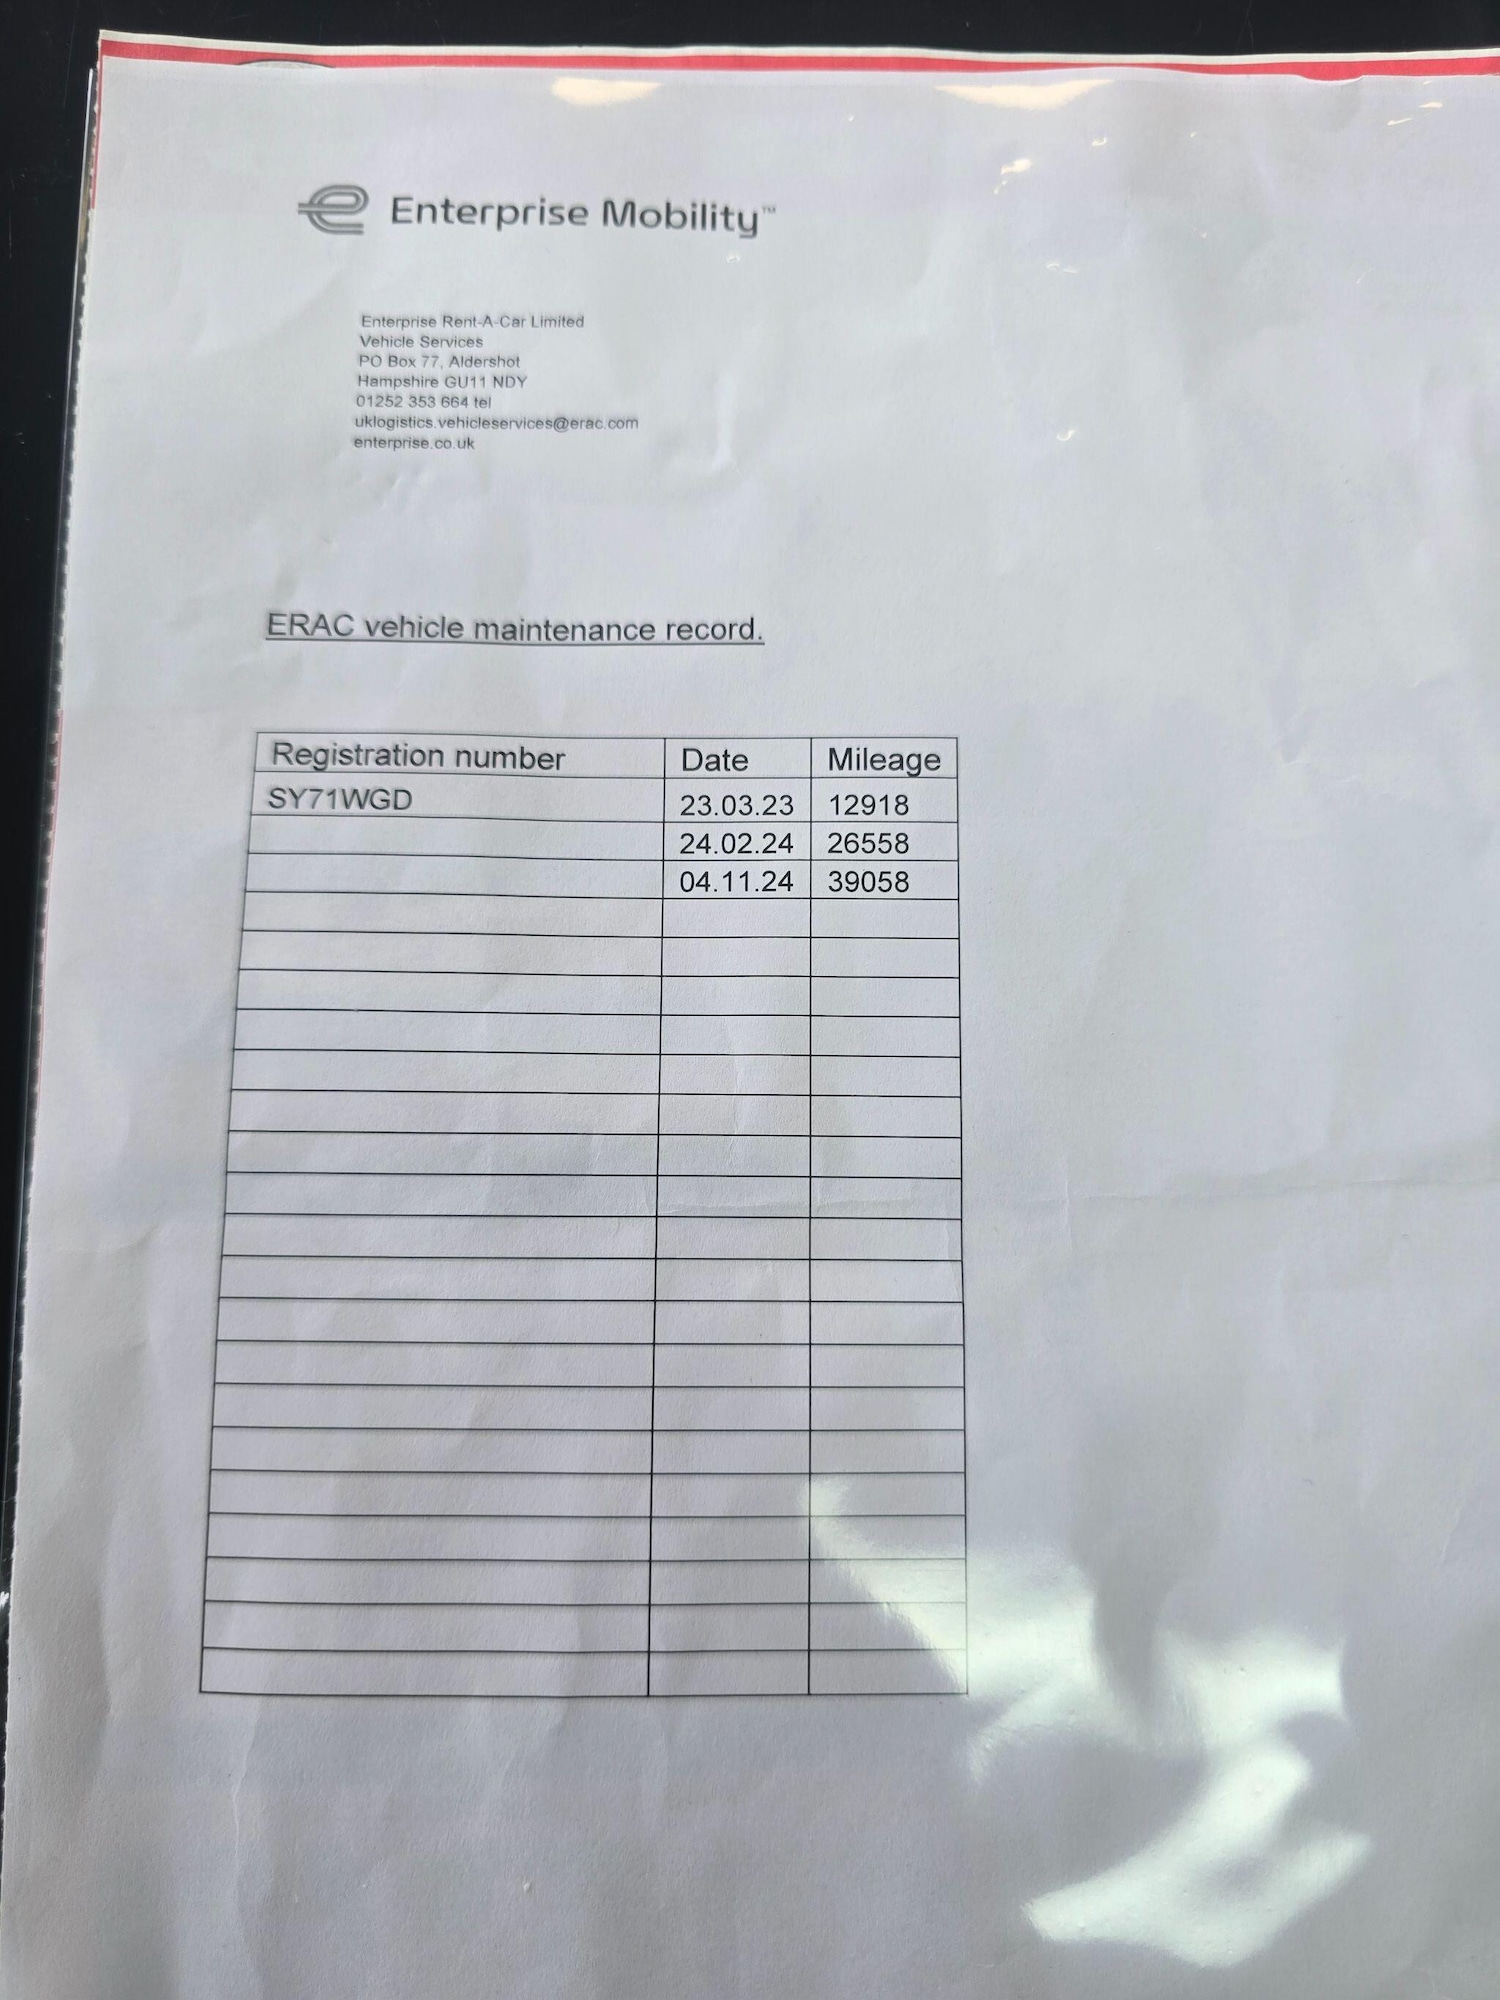 Enterprise Mobility™
Enterprise Rent-A-Car Limited
Vehicle Services
PO Box 77, Aldershot
Hampshire GU11 NDY
01252 353 664 tel
uklogistics.vehicleservices@erac.com
enterprise.co.uk
ERAC vehicle maintenance record.
Registration number Date Mileage
SY71WGD 23.03.23 12918
24.02.24 26558
04.11.24 39058